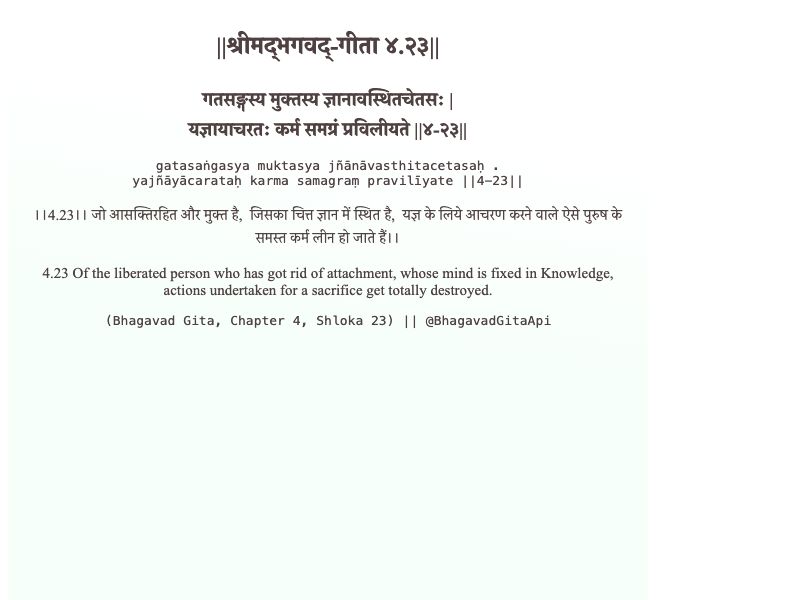 ||श्रीमद्‍भगवद्‍-गीता ४.२३||
गतसङ्गस्य मुक्तस्य ज्ञानावस्थितचेतसः |
यज्ञायाचरतः कर्म समग्रं प्रविलीयते ||४-२३||
gatasaṅgasya muktasya jñānāvasthitacetasaḥ .
yajñāyācarataḥ karma samagraṃ pravilīyate ||4-23||
।।4.23।। जो आसक्तिरहित और मुक्त है, जिसका चित्त ज्ञान में स्थित है, यज्ञ के लिये आचरण करने वाले ऐसे पुरुष के
समस्त कर्म लीन हो जाते हैं।।
4.23 Of the liberated person who has got rid of attachment, whose mind is fixed in Knowledge,
actions undertaken for a sacrifice get totally destroyed.
(Bhagavad Gita, Chapter 4, Shloka 23) || @BhagavadGitaApi